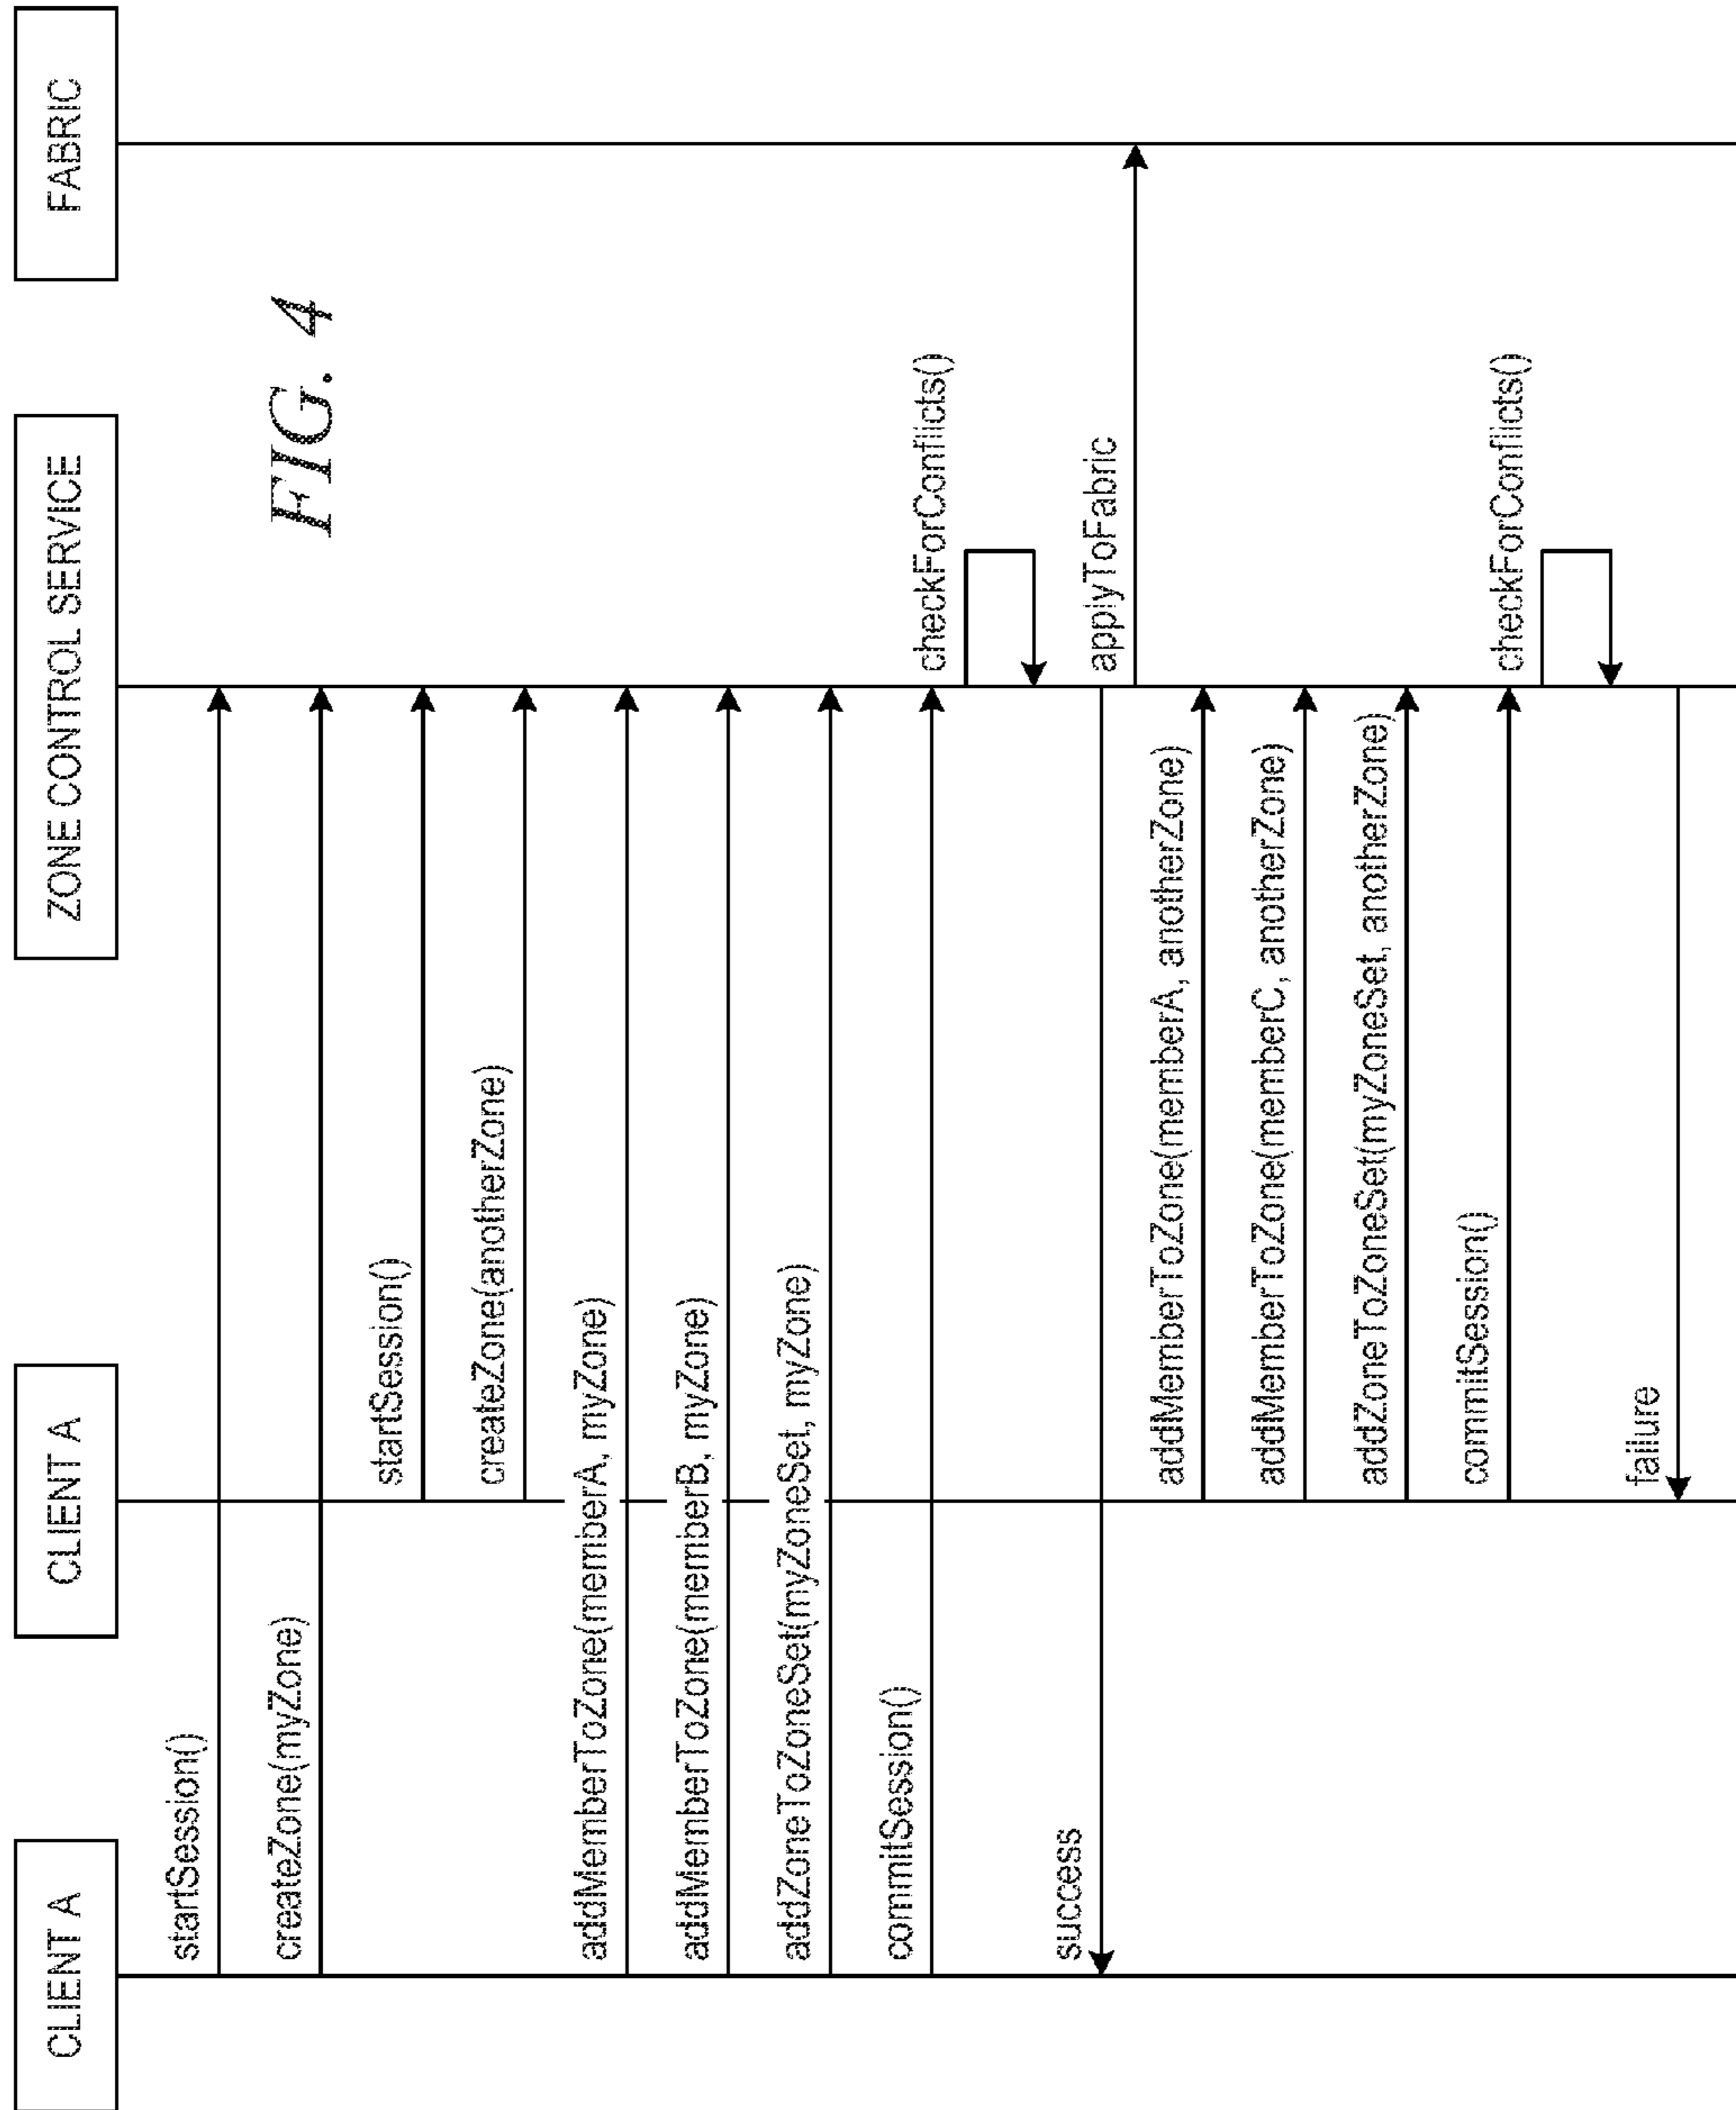 CLIENT A
CLIENT A
ZONE CONTROL SERVICE
FABRIC
startSession()
createZone(myZone)
FIG. 4
startSession()
createZone(anotherZone)
addMemberToZone(memberA, myZone)
addMemberToZone(memberB, myZone)
addZoneToZoneSet(myZoneSet, myZone)
commitSession()
checkForConflicts()
success
applyToFabric
addMemberToZone(memberA, anotherZone)
addMemberToZone(memberC, anotherZone)
addZoneToZoneSet(myZoneSet, anotherZone)
commitSession()
checkForConflicts()
failure